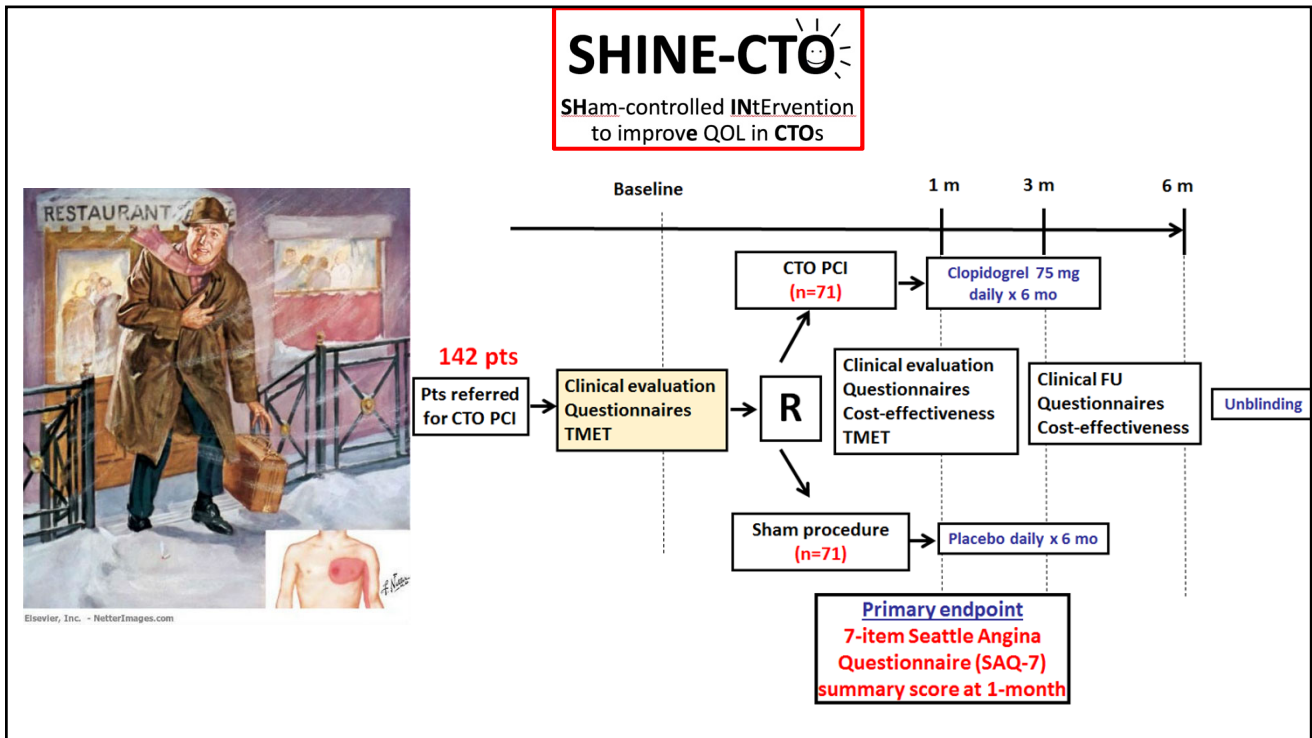 SHINE-CTO
SHam-controlled INtErvention
to improve QOL in CTOs
Baseline
1 m
3 m
6 m
RESTAURANT
CTO PCI
(n=71)
Clopidogrel 75 mg
daily x 6 mo
142 pts
Pts referred
for CTO PCI
Clinical evaluation
Questionnaires
TMET
R
Clinical evaluation
Questionnaires
Cost-effectiveness
TMET
Clinical FU
Questionnaires
Cost-effectiveness
Unblinding
Sham procedure
(n=71)
Placebo daily x 6 mo
Primary endpoint
7-item Seattle Angina
Questionnaire (SAQ-7)
summary score at 1-month
Elsevier, Inc. - NetterImages.com